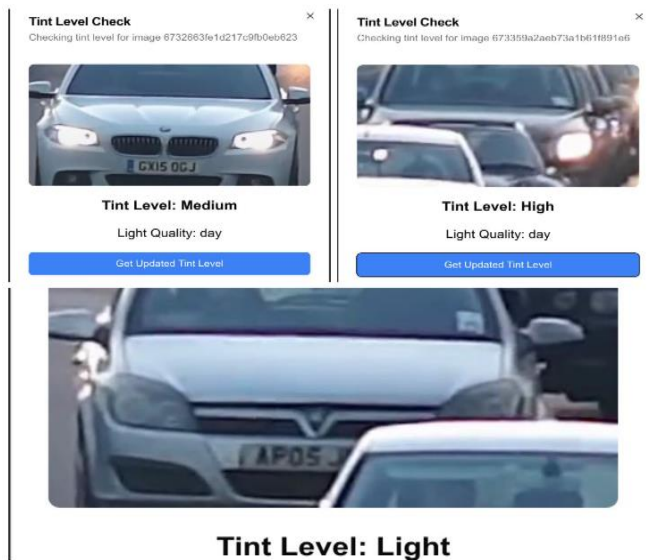 Tint Level Check
Checking tint level for image 6732663fe1d217c9fb0eb623
GX15 OGJ
Tint Level: Medium
Light Quality: day
Get Updated Tint Level
Tint Level Check
Checking tint level for image 673359a2aeb73a1b61f891e6
Tint Level: High
Light Quality: day
Get Updated Tint Level
AP05
Tint Level: Light